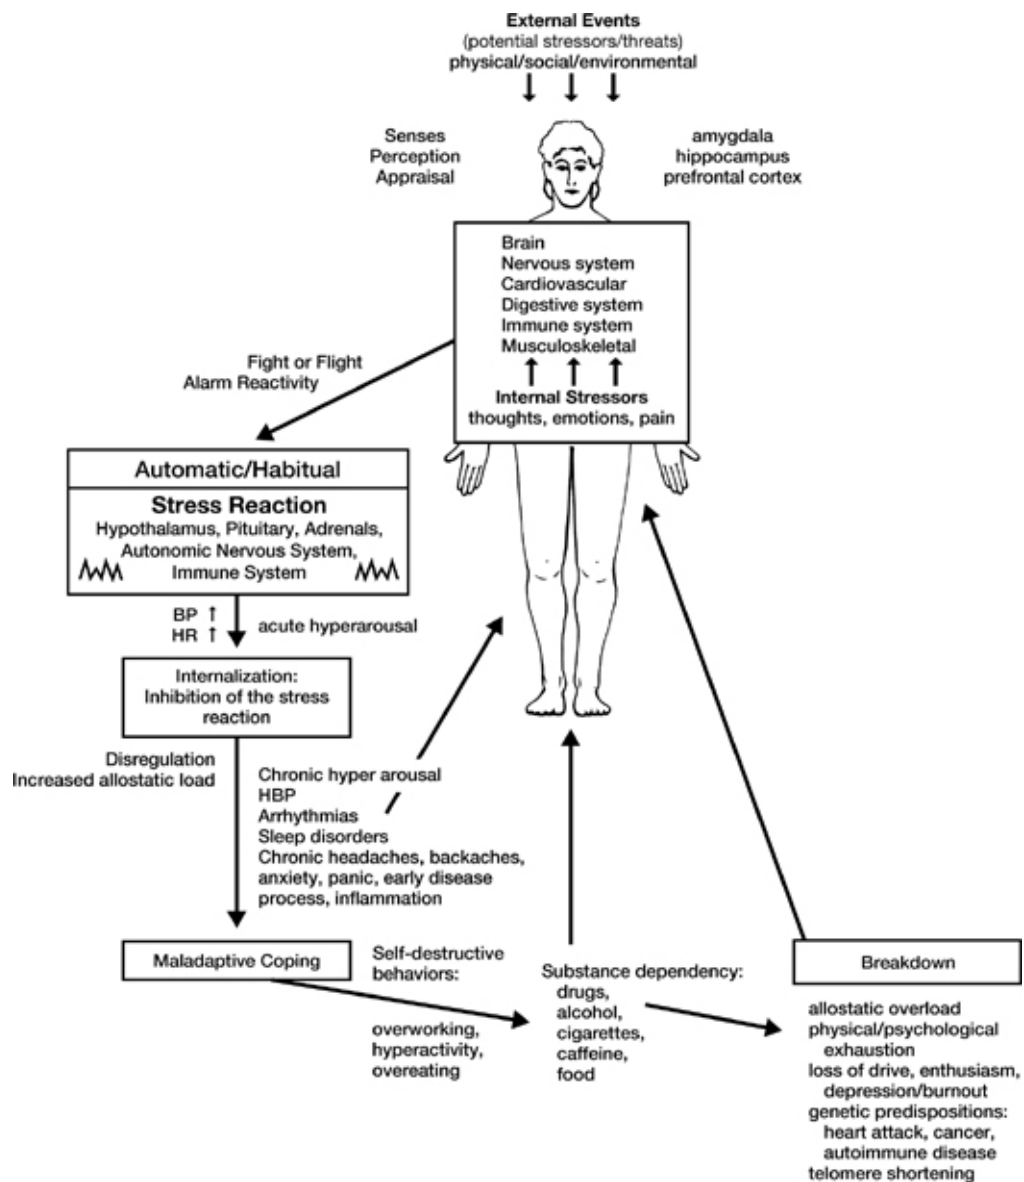 External Events
(potential stressors/threats)
physical/social/environmental
Senses
Perception
Appraisal
amygdala
hippocampus
prefrontal cortex
Brain
Nervous system
Cardiovascular
Digestive system
Immune system
Musculoskeletal
Internal Stressors
thoughts, emotions, pain
Fight or Flight
Alarm Reactivity
Automatic/Habitual
Stress Reaction
Hypothalamus, Pituitary, Adrenals,
Autonomic Nervous System,
Immune System
BP ↑
HR ↑
acute hyperarousal
Internalization:
Inhibition of the stress
reaction
Disregulation
Increased allostatic load
Chronic hyper arousal
HBP
Arrhythmias
Sleep disorders
Chronic headaches, backaches,
anxiety, panic, early disease
process, inflammation
Maladaptive Coping
Self-destructive
behaviors:
overworking,
hyperactivity,
overeating
Substance dependency:
drugs,
alcohol,
cigarettes,
caffeine,
food
Breakdown
allostatic overload
physical/psychological
exhaustion
loss of drive, enthusiasm,
depression/burnout
genetic predispositions:
heart attack, cancer,
autoimmune disease
telomere shortening